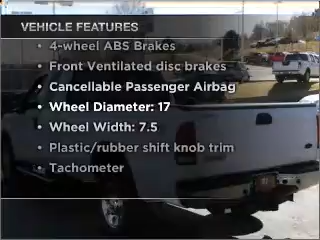 VEHICLE FEATURES
• 4-wheel ABS Brakes
• Front Ventilated disc brakes
• Cancellable Passenger Airbag
• Wheel Diameter: 17
• Wheel Width: 7.5
• Plastic/rubber shift knob trim
• Tachometer